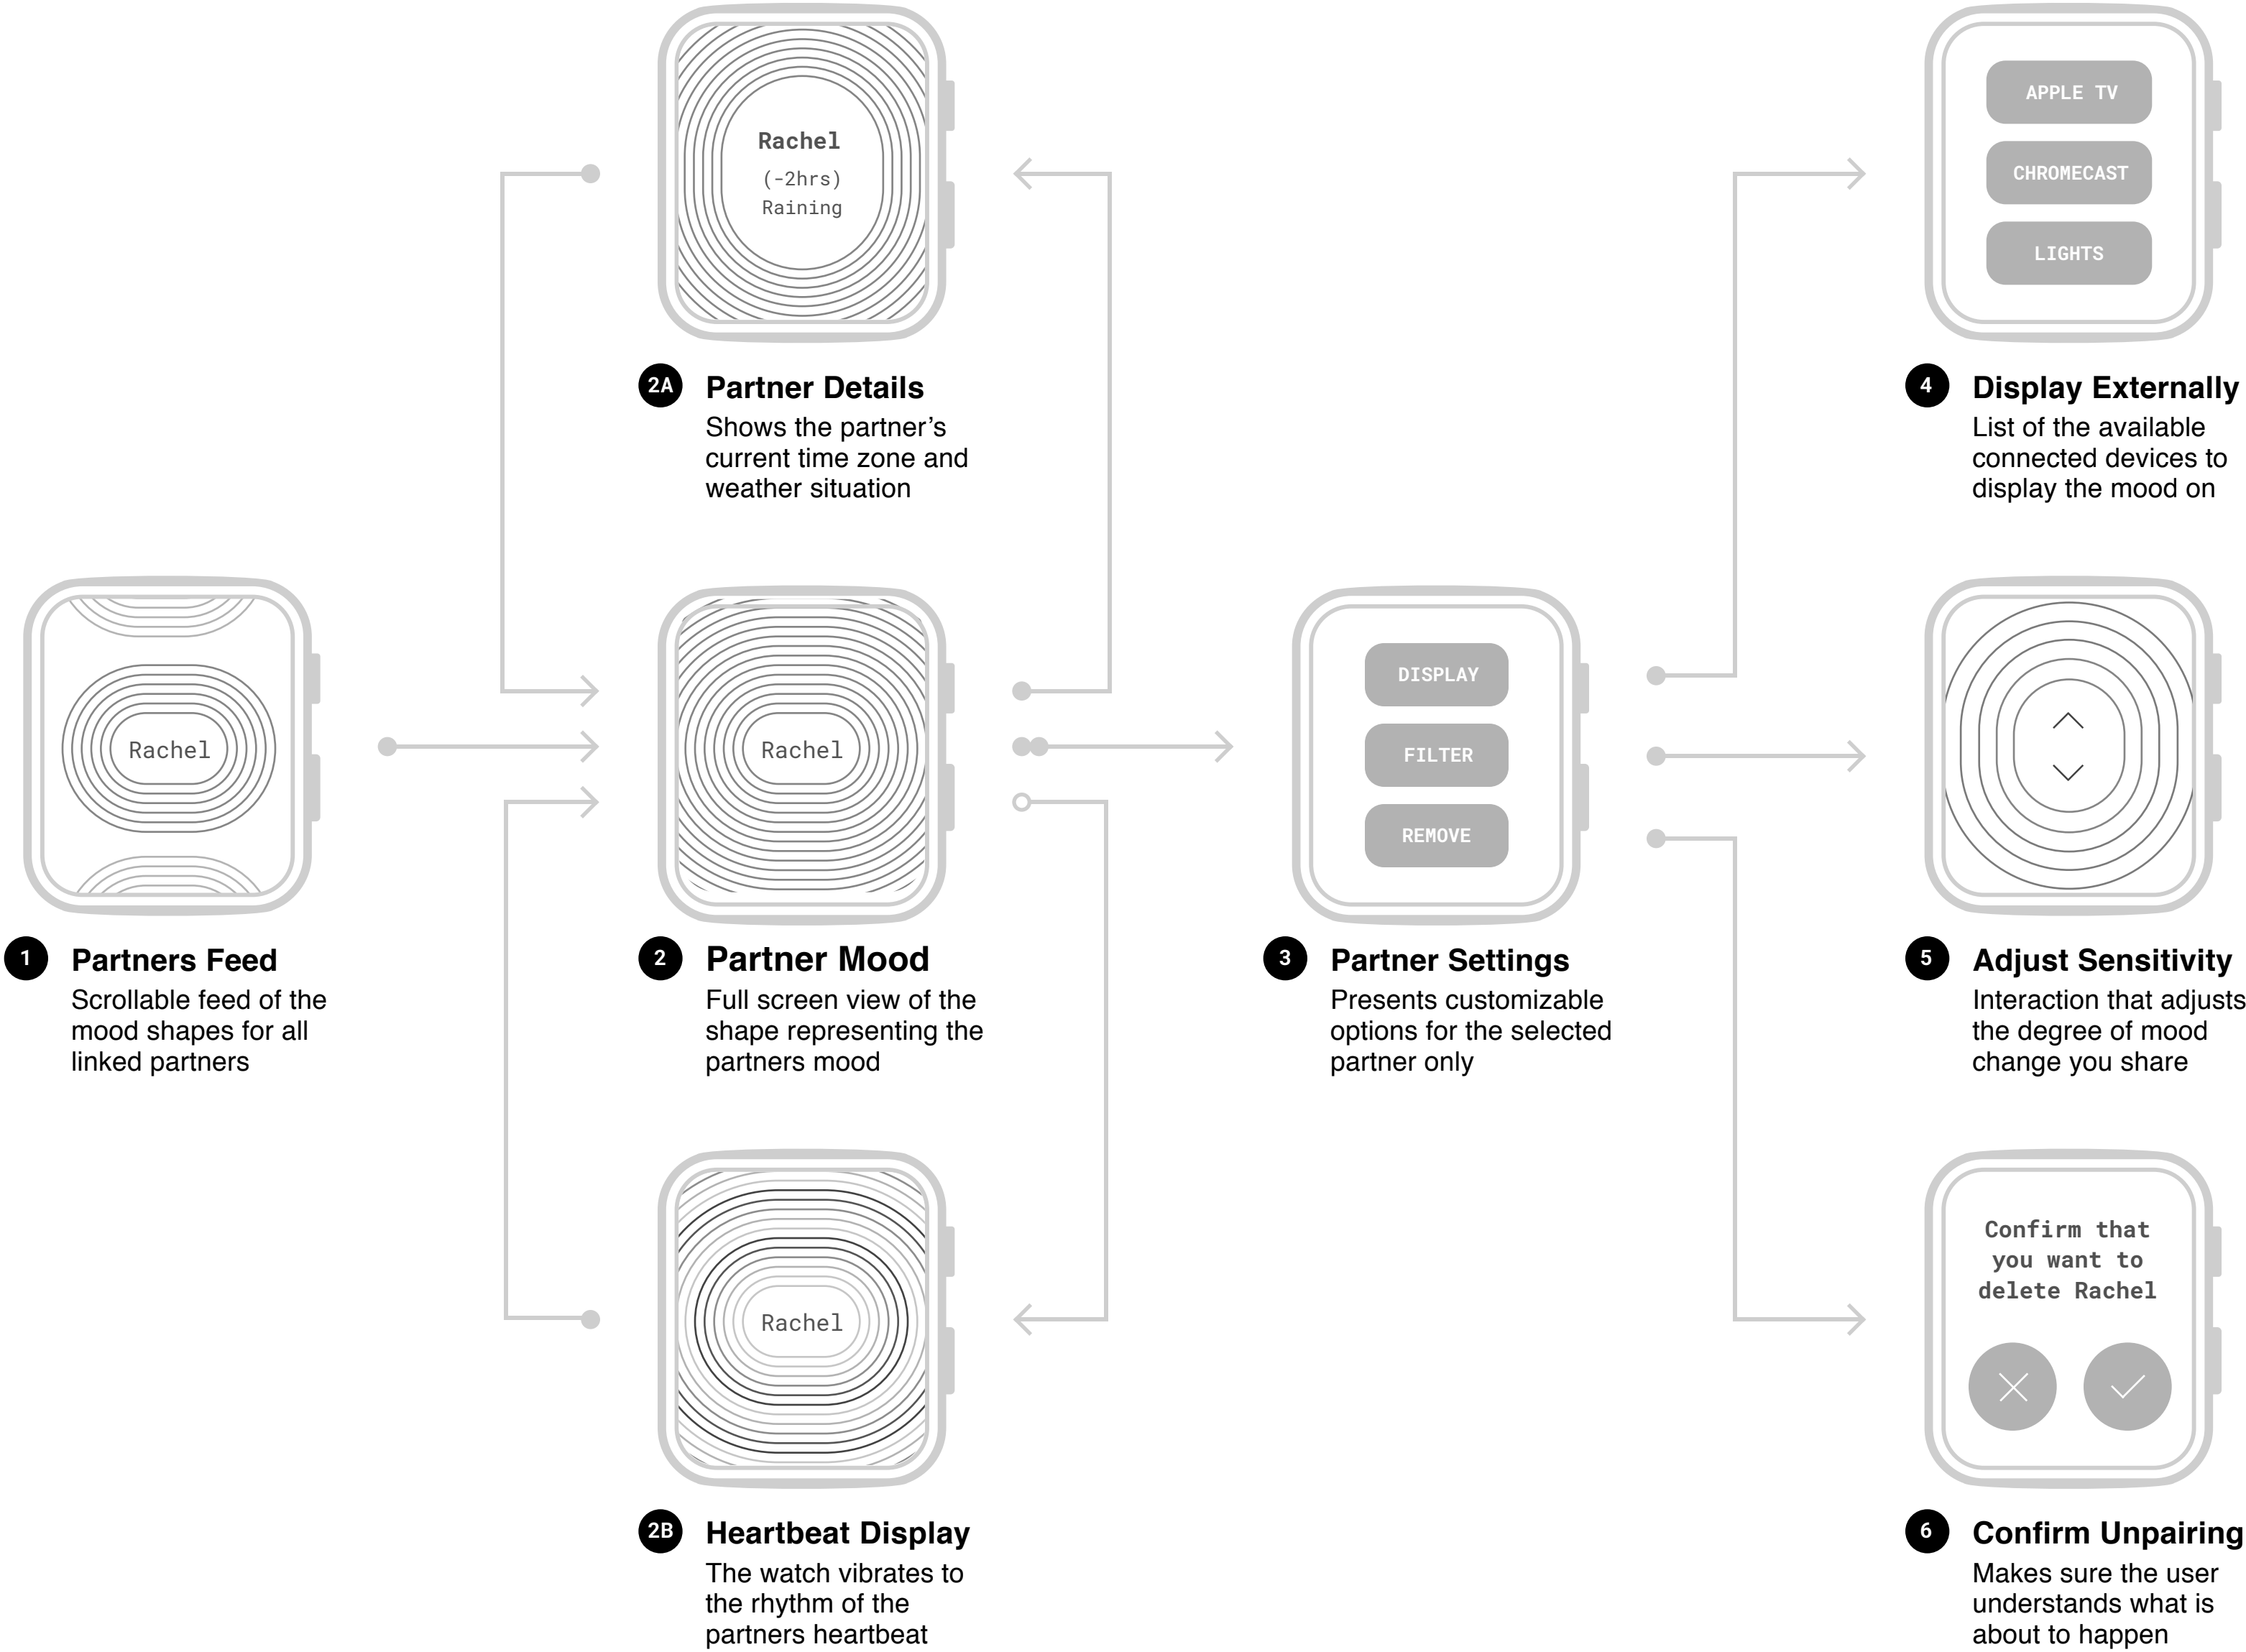 Rachel
(-2hrs)
Raining
2A
Partner Details
Shows the partner’s
current time zone and
weather situation
APPLE TV
CHROMECAST
LIGHTS
4
Display Externally
List of the available
connected devices to
display the mood on
Rachel
1
Partners Feed
Scrollable feed of the
mood shapes for all
linked partners
Rachel
2
Partner Mood
Full screen view of the
shape representing the
partners mood
DISPLAY
FILTER
REMOVE
3
Partner Settings
Presents customizable
options for the selected
partner only
5
Adjust Sensitivity
Interaction that adjusts
the degree of mood
change you share
Rachel
2B
Heartbeat Display
The watch vibrates to
the rhythm of the
partners heartbeat
Confirm that
you want to
delete Rachel
6
Confirm Unpairing
Makes sure the user
understands what is
about to happen